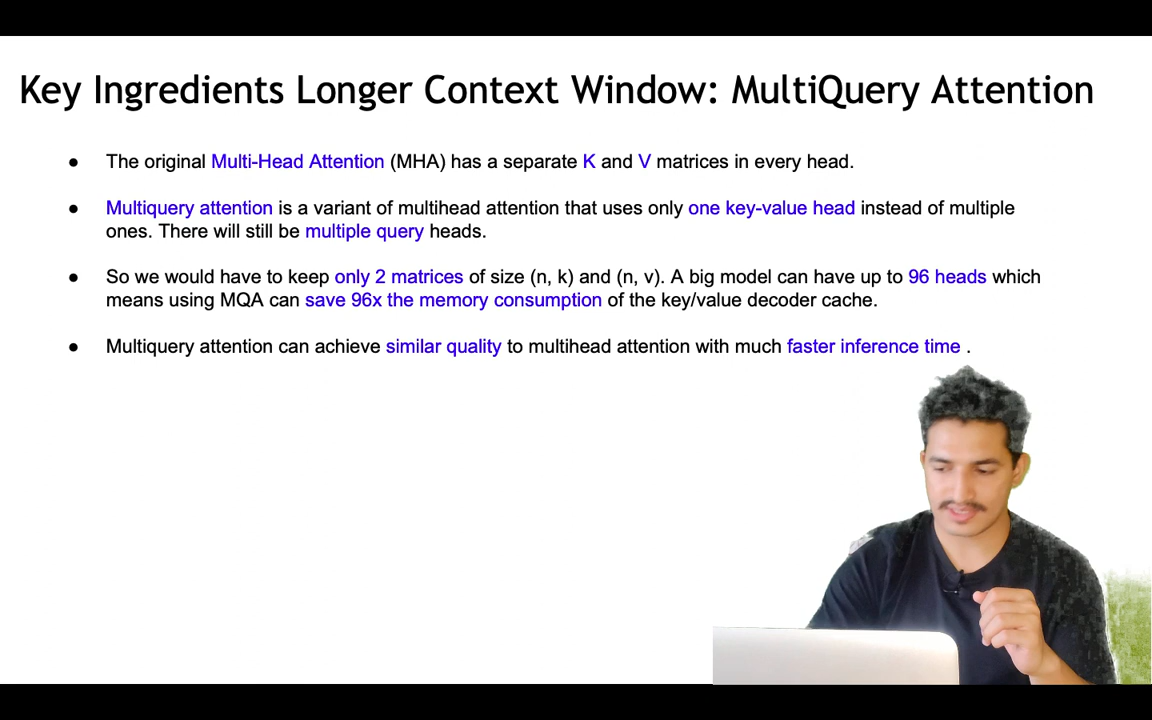 Key Ingredients Longer Context Window: MultiQuery Attention
● The original Multi-Head Attention (MHA) has a separate K and V matrices in every head.
● Multiquery attention is a variant of multihead attention that uses only one key-value head instead of multiple
ones. There will still be multiple query heads.
● So we would have to keep only 2 matrices of size (n, k) and (n, v). A big model can have up to 96 heads which
means using MQA can save 96x the memory consumption of the key/value decoder cache.
● Multiquery attention can achieve similar quality to multihead attention with much faster inference time .